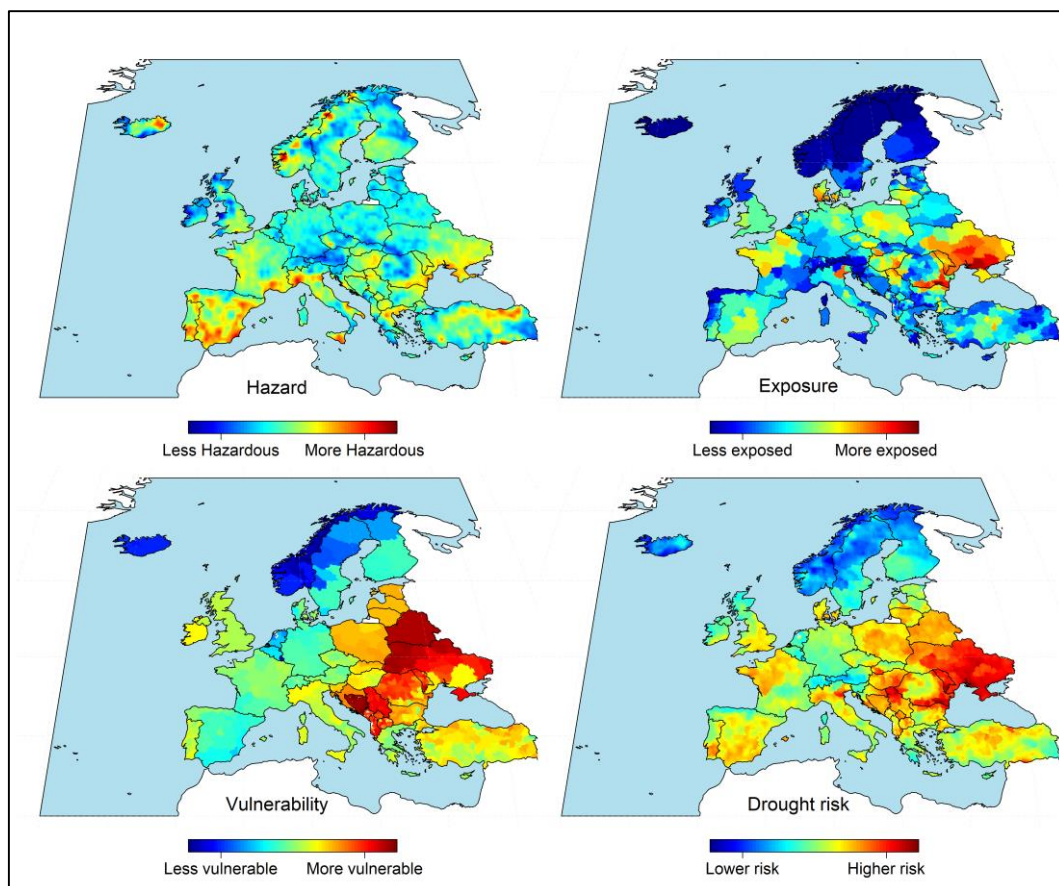 Hazard
Less Hazardous More Hazardous
Exposure
Less exposed More exposed
Vulnerability
Less vulnerable More vulnerable
Drought risk
Lower risk Higher risk